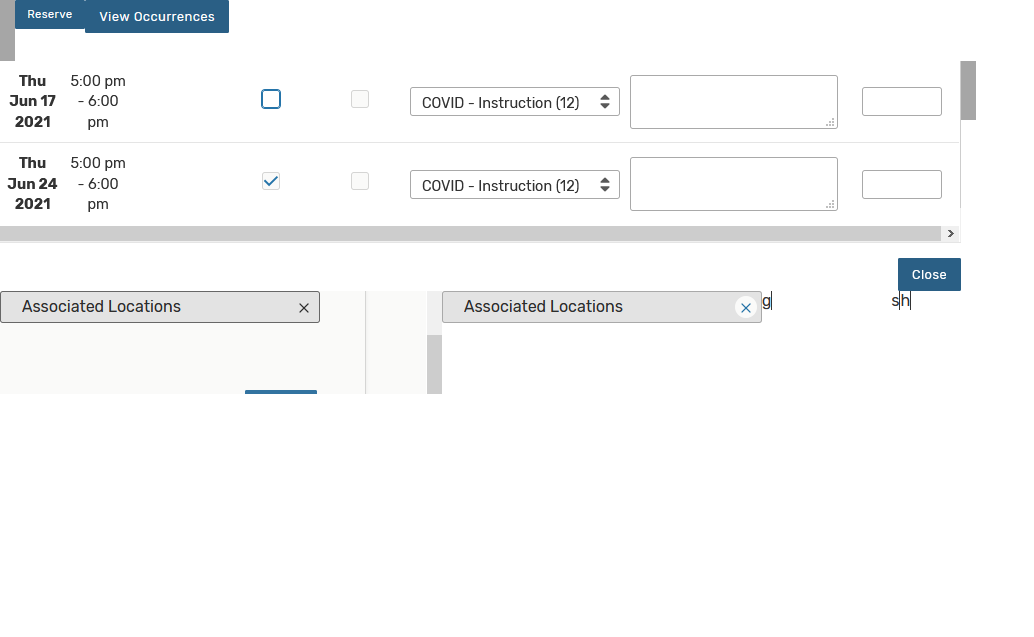 Reserve
View Occurrences
Thu
Jun 17
2021
5:00 pm
- 6:00
pm
COVID - Instruction (12)
Thu
Jun 24
2021
5:00 pm
- 6:00
pm
COVID - Instruction (12)
Close
Associated Locations
Associated Locations
g
sh